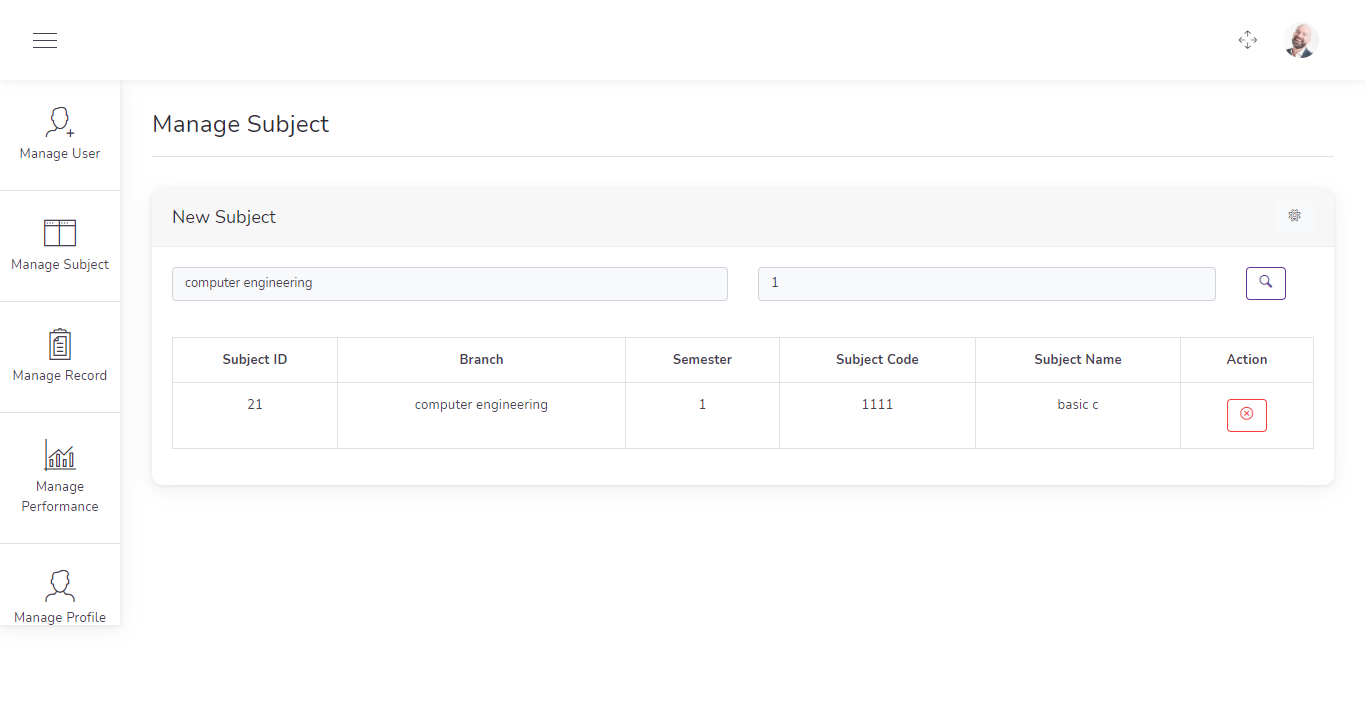 Manage User
Manage Subject
Manage Record
Manage
Performance
Manage Profile
Manage Subject
New Subject
computer engineering 1
Subject ID Branch Semester Subject Code Subject Name Action
21 computer engineering 1 1111 basic c